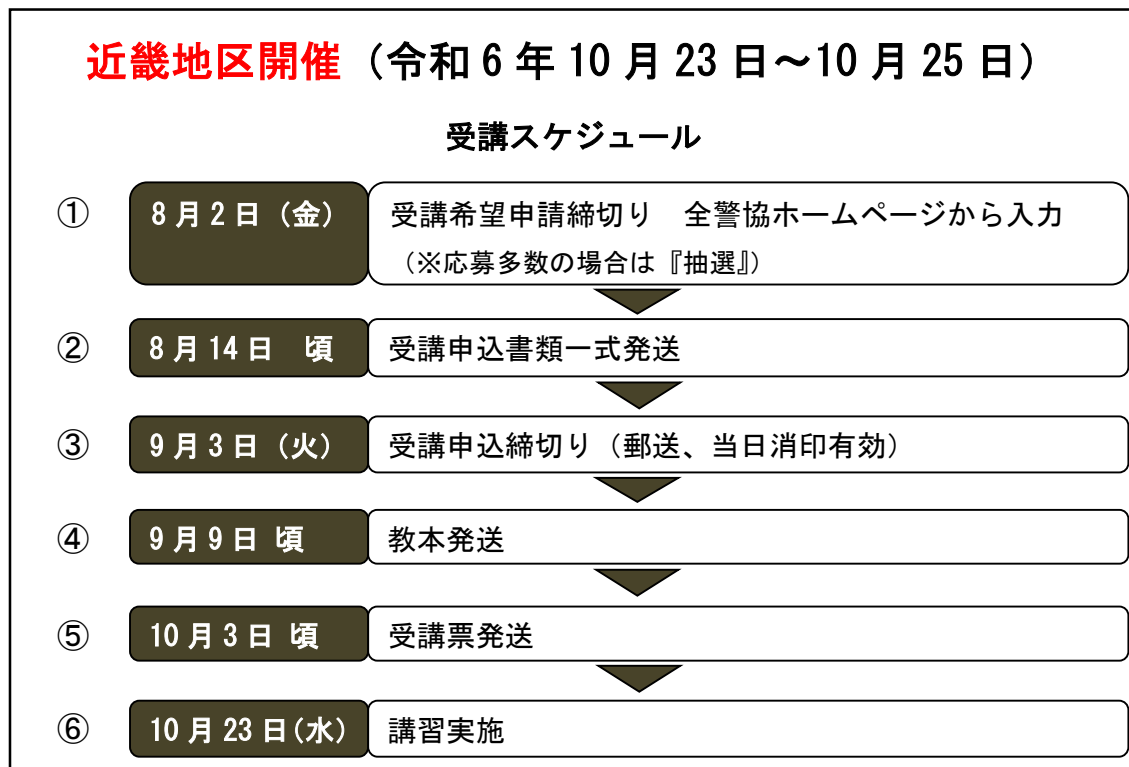 近畿地区開催（令和6年10月23日～10月25日）
受講スケジュール
① 8月2日（金） 受講希望申請締切り　全警協ホームページから入力
（※応募多数の場合は『抽選』）
② 8月14日　頃 受講申込書類一式発送
③ 9月3日（火） 受講申込締切り（郵送、当日消印有効）
④ 9月9日 頃 教本発送
⑤ 10月3日 頃 受講票発送
⑥ 10月23日(水) 講習実施